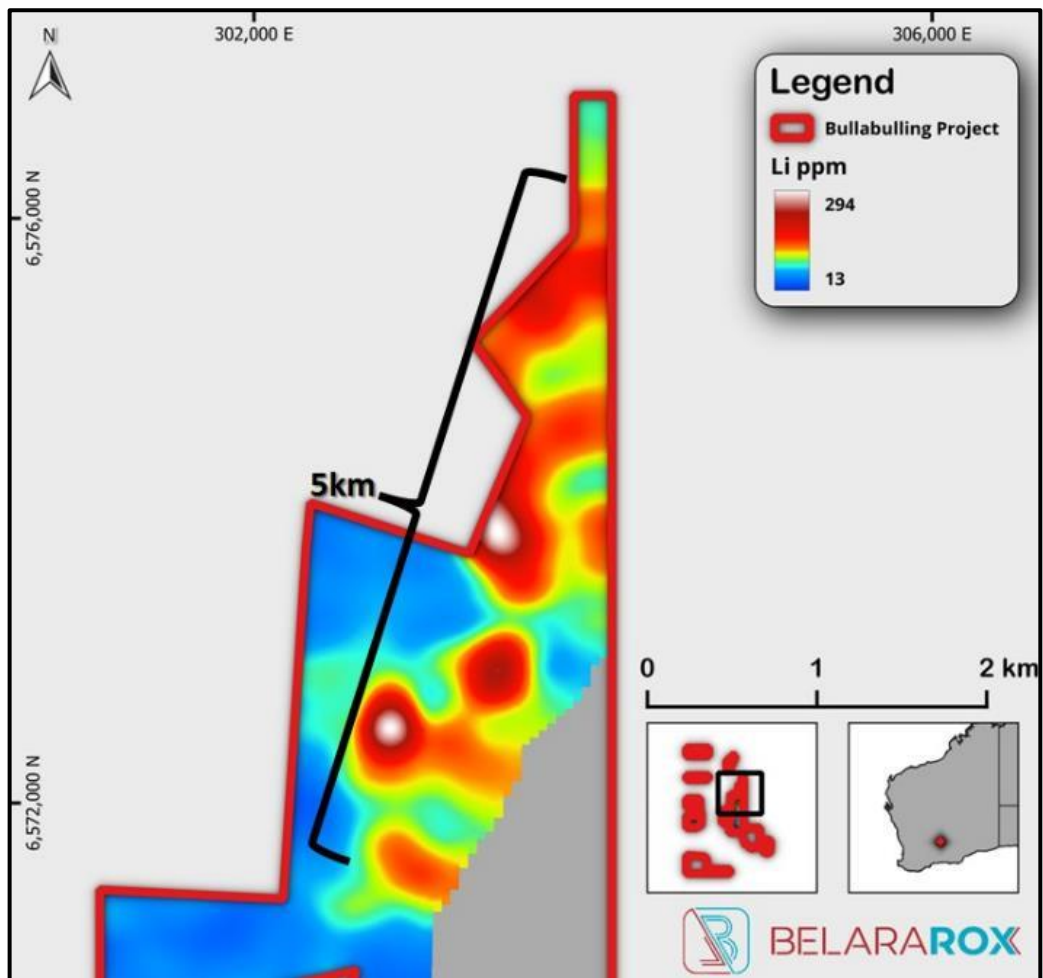 N
302,000 E
306,000 E
Legend
Bullabulling Project
Li ppm
294
13
6,576,000 N
5km
0 1 2 km
6,572,000 N
BELARAROX